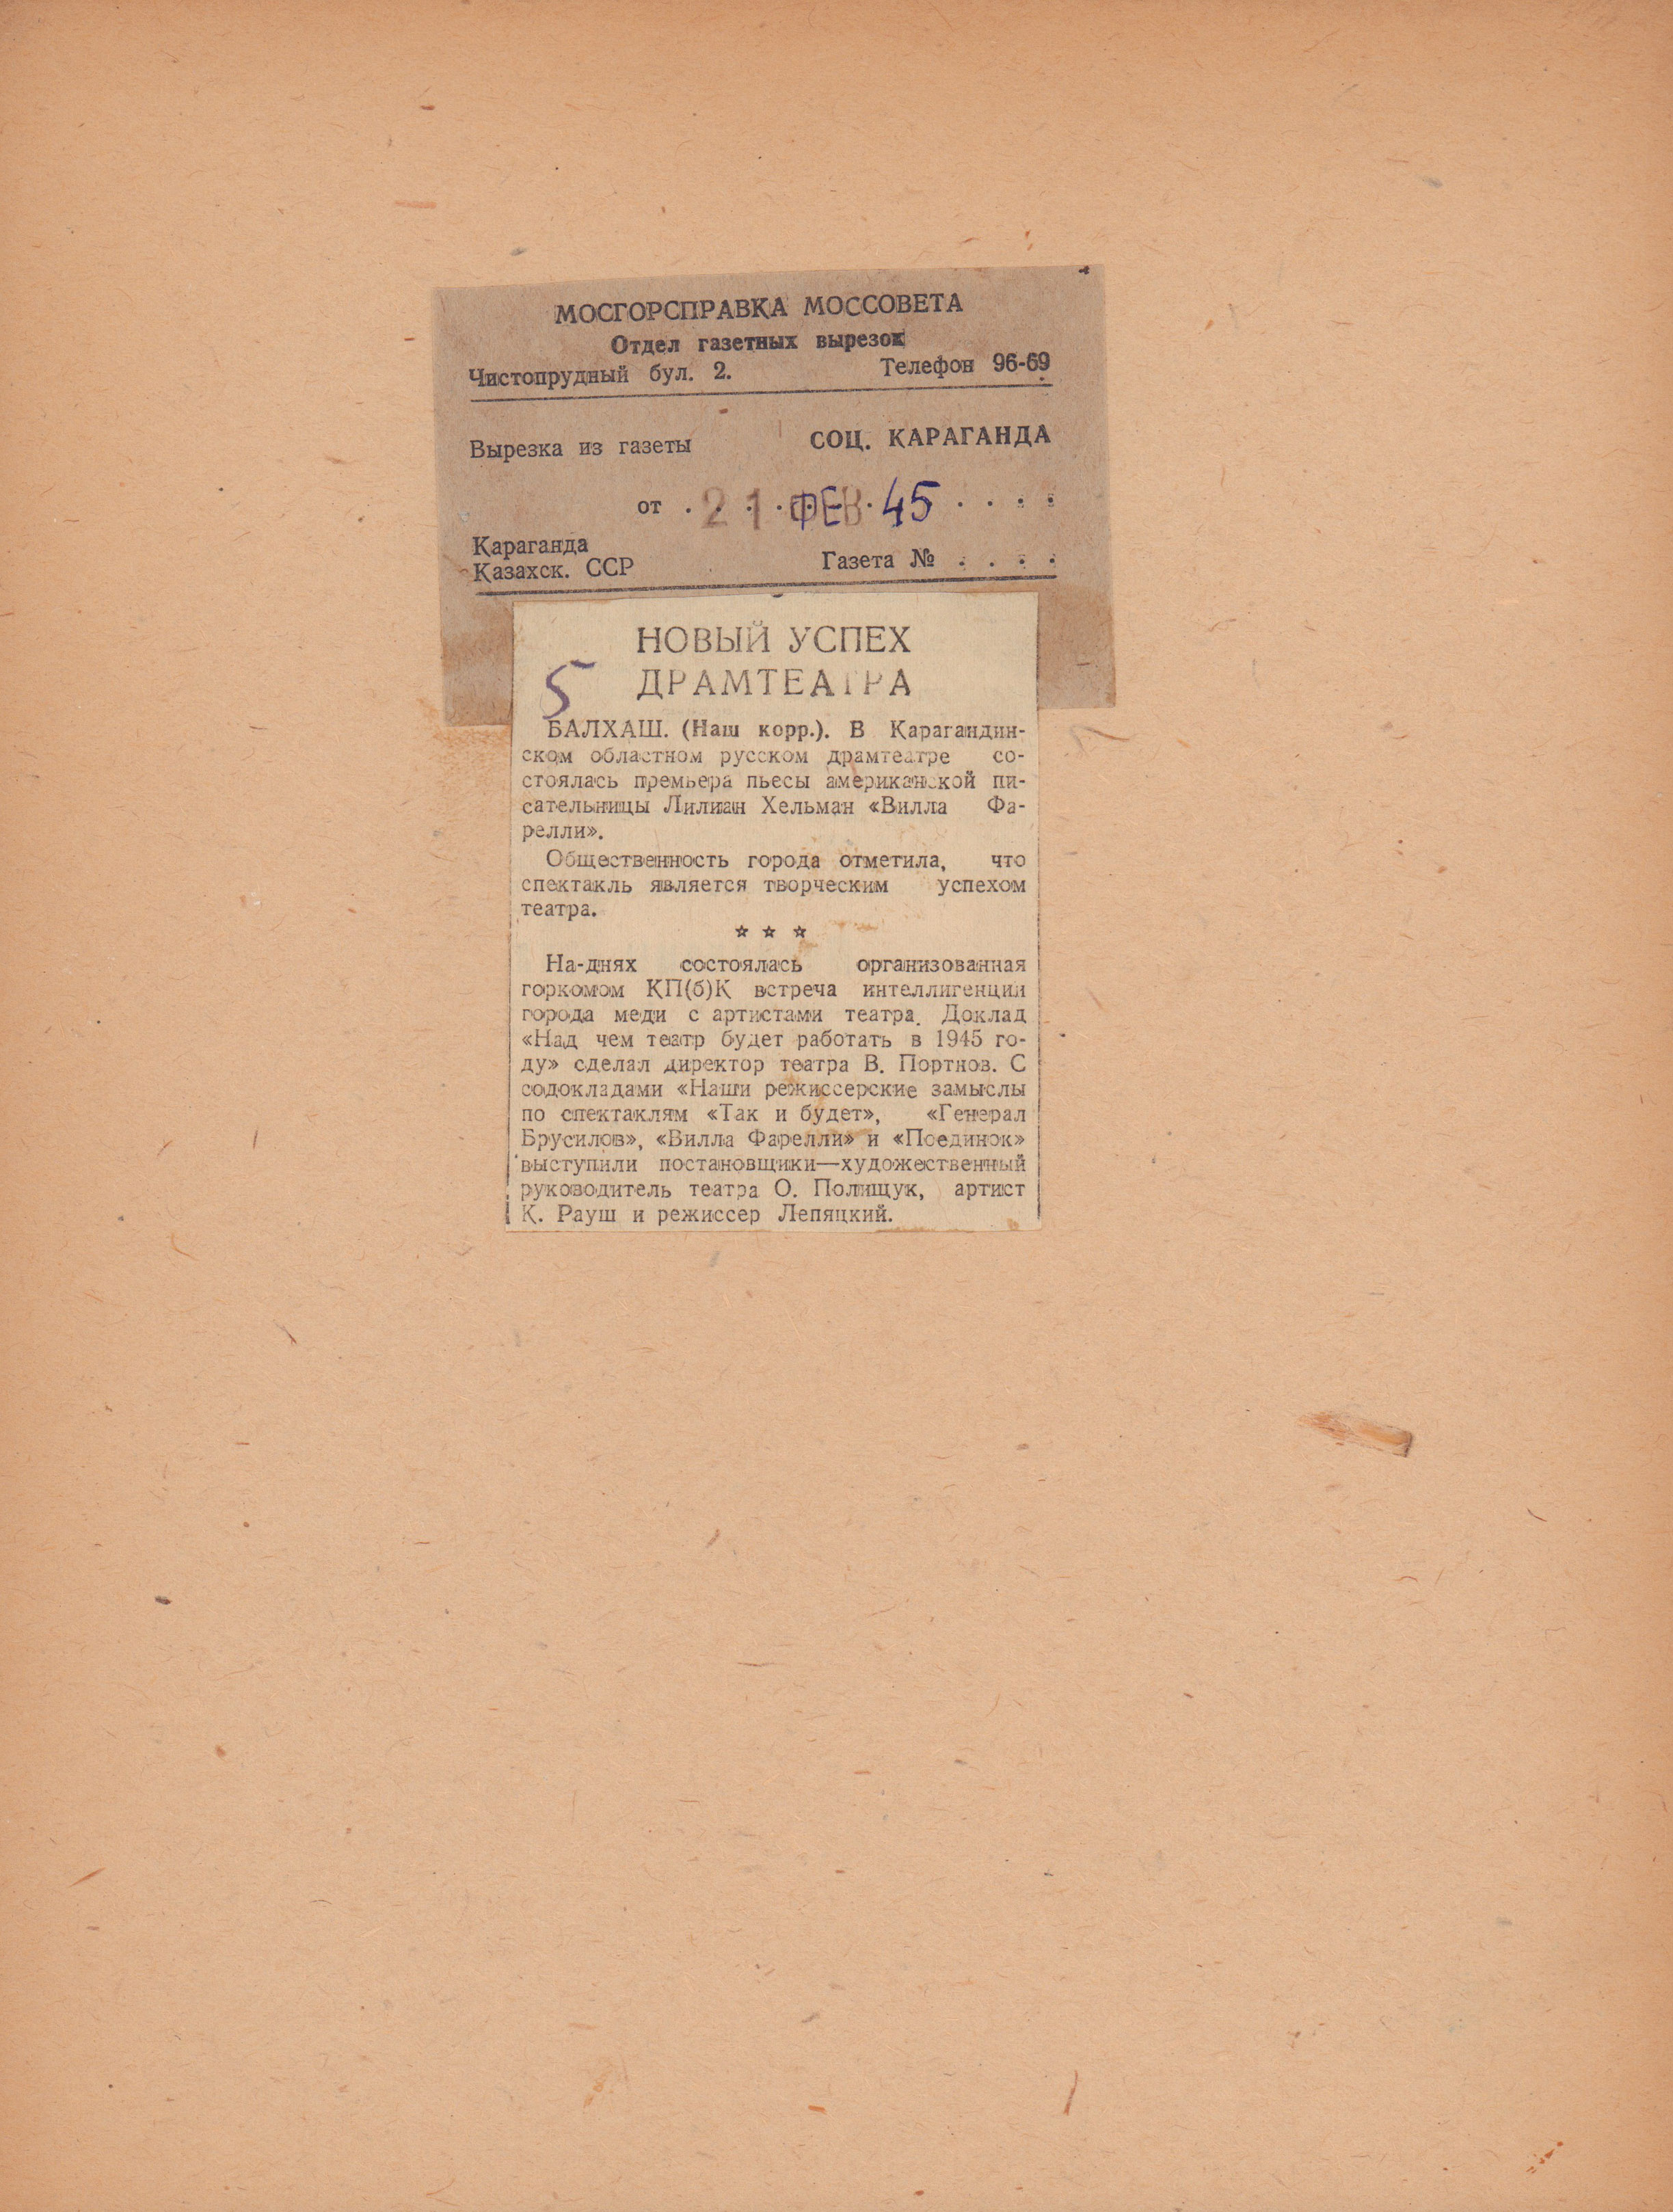 МОСГОРСПРАВКА МОССОВЕТА
Отдел газетных вырезок
Чистопрудный бул. 2. Телефон 96-69
Вырезка из газеты СОЦ. КАРАГАНДА
от . 21 . ФЕВ . 45 . . . .
Караганда
Казахск. ССР Газета № . . . .
НОВЫЙ УСПЕХ
5 ДРАМТЕАТРА
БАЛХАШ. (Наш корр.). В Карагандин-
ском областном русском драмтеатре со-
стоялась премьера пьесы американской пи-
сательницы Лилиан Хельман «Вилла Фа-
релли».
Общественность города отметила, что
спектакль является творческим успехом
театра.
☆ ☆ ☆
На-днях состоялась организованная
горкомом КП(б)К встреча интеллигенции
города меди с артистами театра. Доклад
«Над чем театр будет работать в 1945 го-
ду» сделал директор театра В. Портнов. С
содокладами «Наши режиссерские замыслы
по спектаклям «Так и будет», «Генерал
Брусилов», «Вилла Фарелли» и «Поединок»
выступили постановщики—художественный
руководитель театра О. Полищук, артист
К. Рауш и режиссер Лепяцкий.